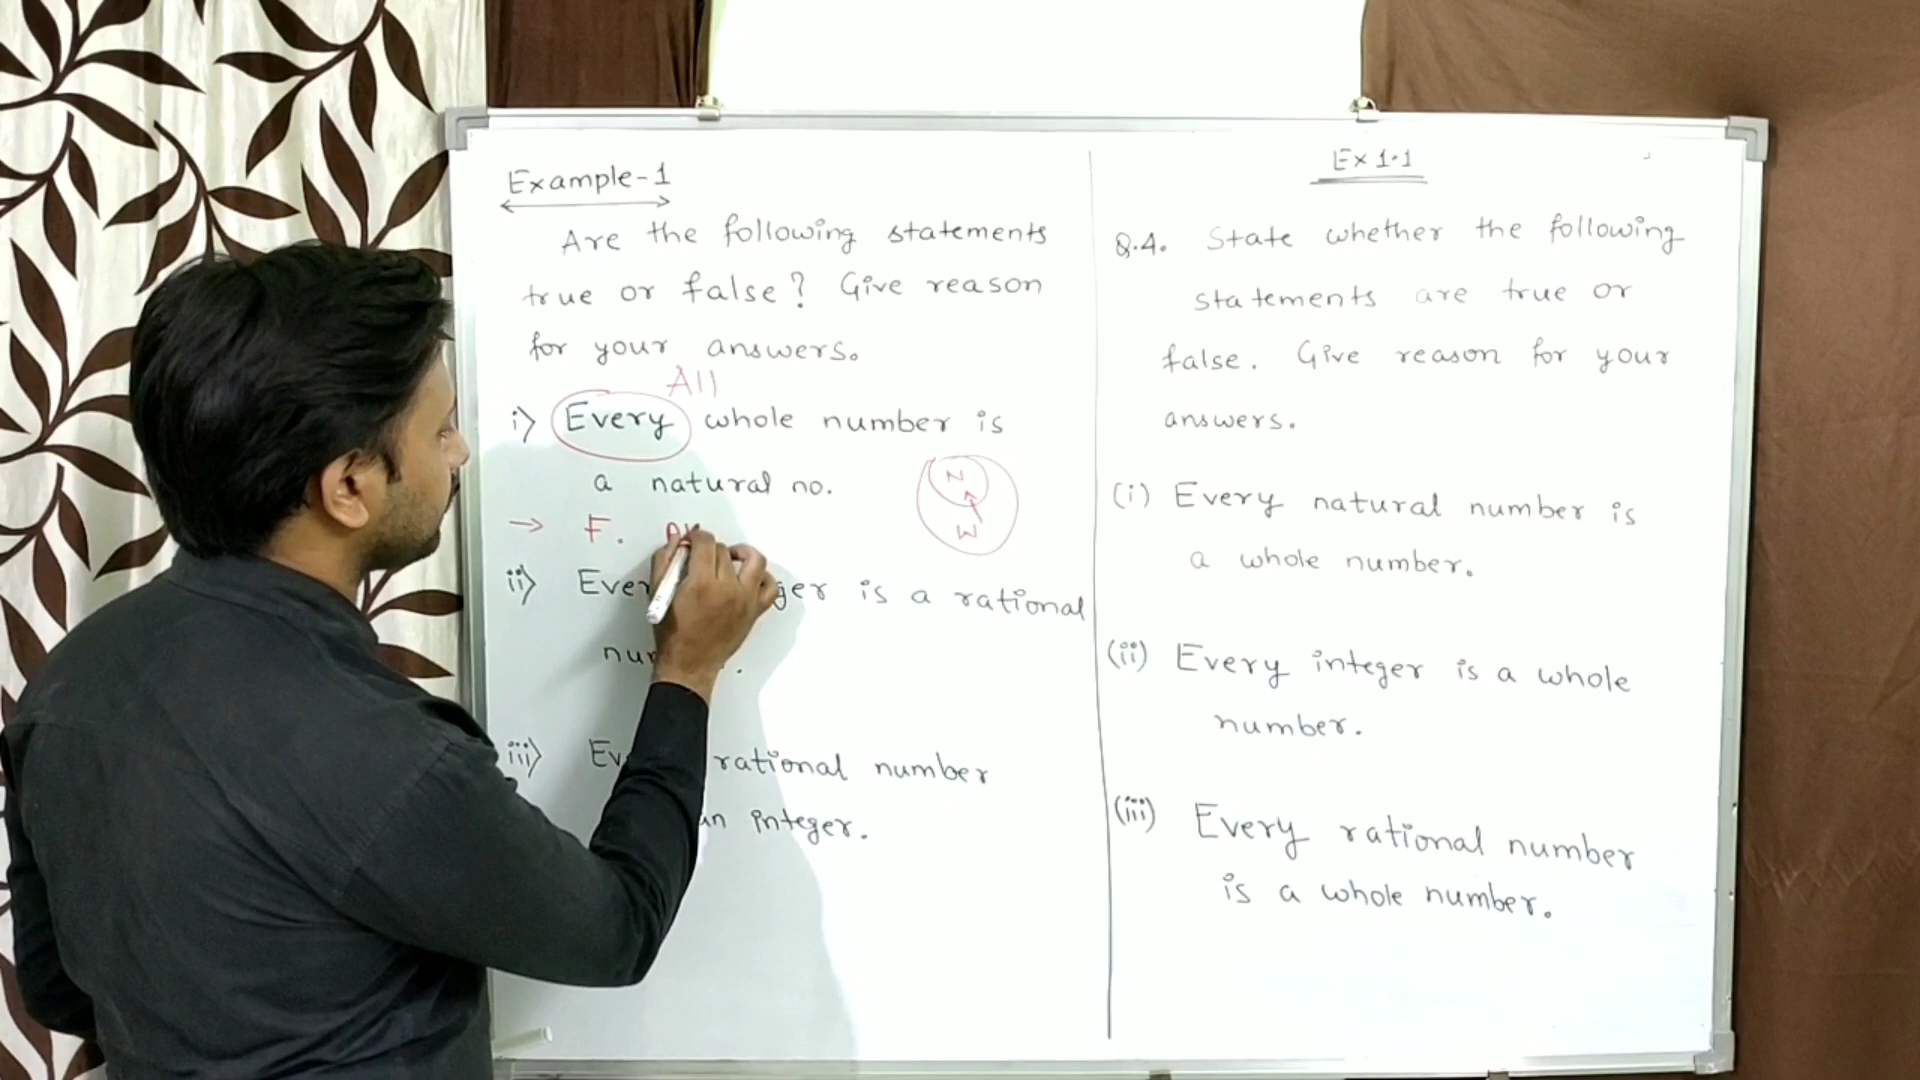 Example-1
Are the following statements
true or false? Give reason
for your answers.
All
i) Every whole number is
a natural no.
N
W
→ F.
ii) Every integer is a rational
number.
iii) Every rational number
an integer.
Ex 1.1
Q.4. State whether the following
statements are true or
false. Give reason for your
answers.
(i) Every natural number is
a whole number.
(ii) Every integer is a whole
number.
(iii) Every rational number
is a whole number.